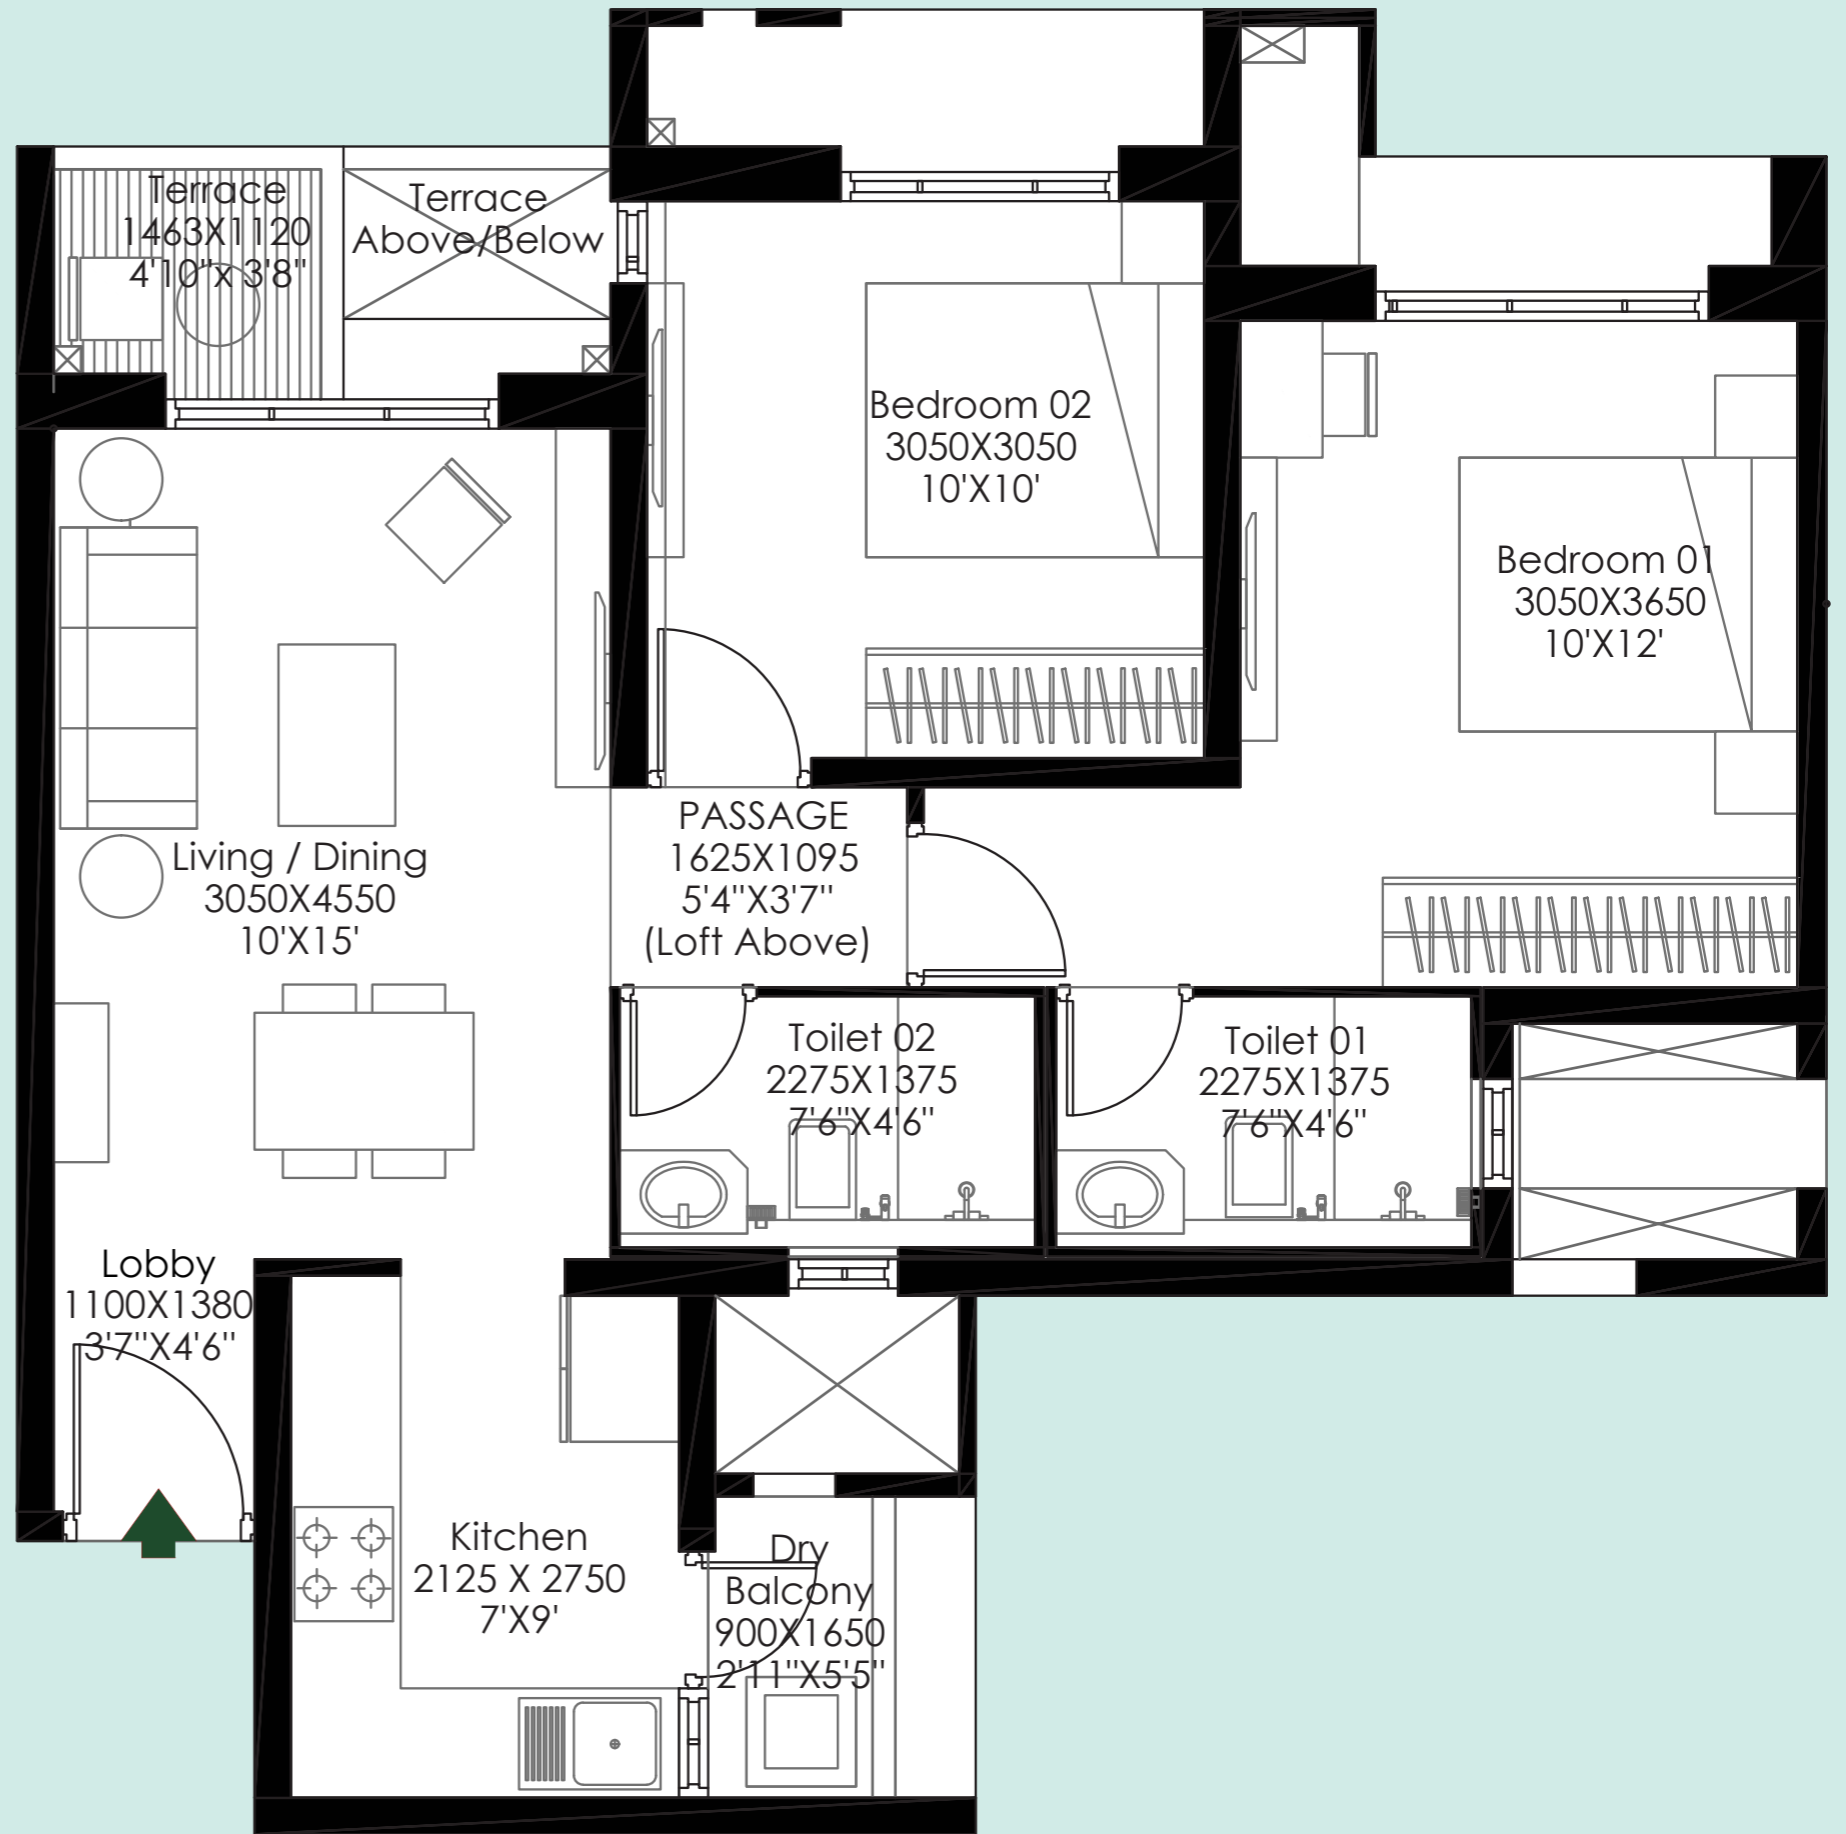 Terrace
1463X1120
4'10"x 3'8"
Terrace
Above/Below
Bedroom 02
3050X3050
10'X10'
Bedroom 01
3050X3650
10'X12'
PASSAGE
1625X1095
5'4"X3'7"
(Loft Above)
Living / Dining
3050X4550
10'X15'
Toilet 02
2275X1375
7'6"X4'6"
Toilet 01
2275X1375
7'6"X4'6"
Lobby
1100X1380
3'7"X4'6"
Kitchen
2125 X 2750
7'X9'
Dry
Balcony
900X1650
2'11"X5'5"